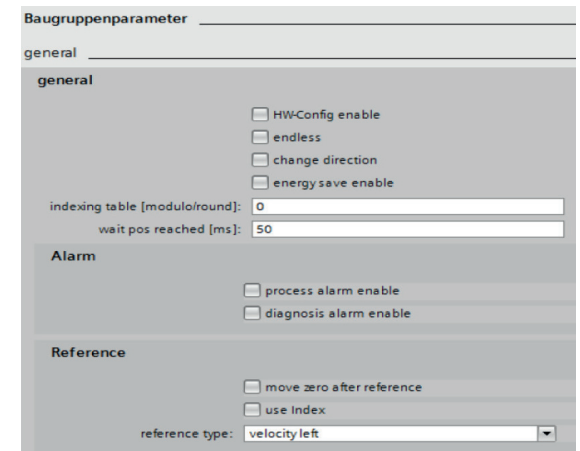 Baugruppenparameter
general
general
HW-Config enable
endless
change direction
energy save enable
indexing table [modulo/round]: 0
wait pos reached [ms]: 50
Alarm
process alarm enable
diagnosis alarm enable
Reference
move zero after reference
use Index
reference type: velocity left